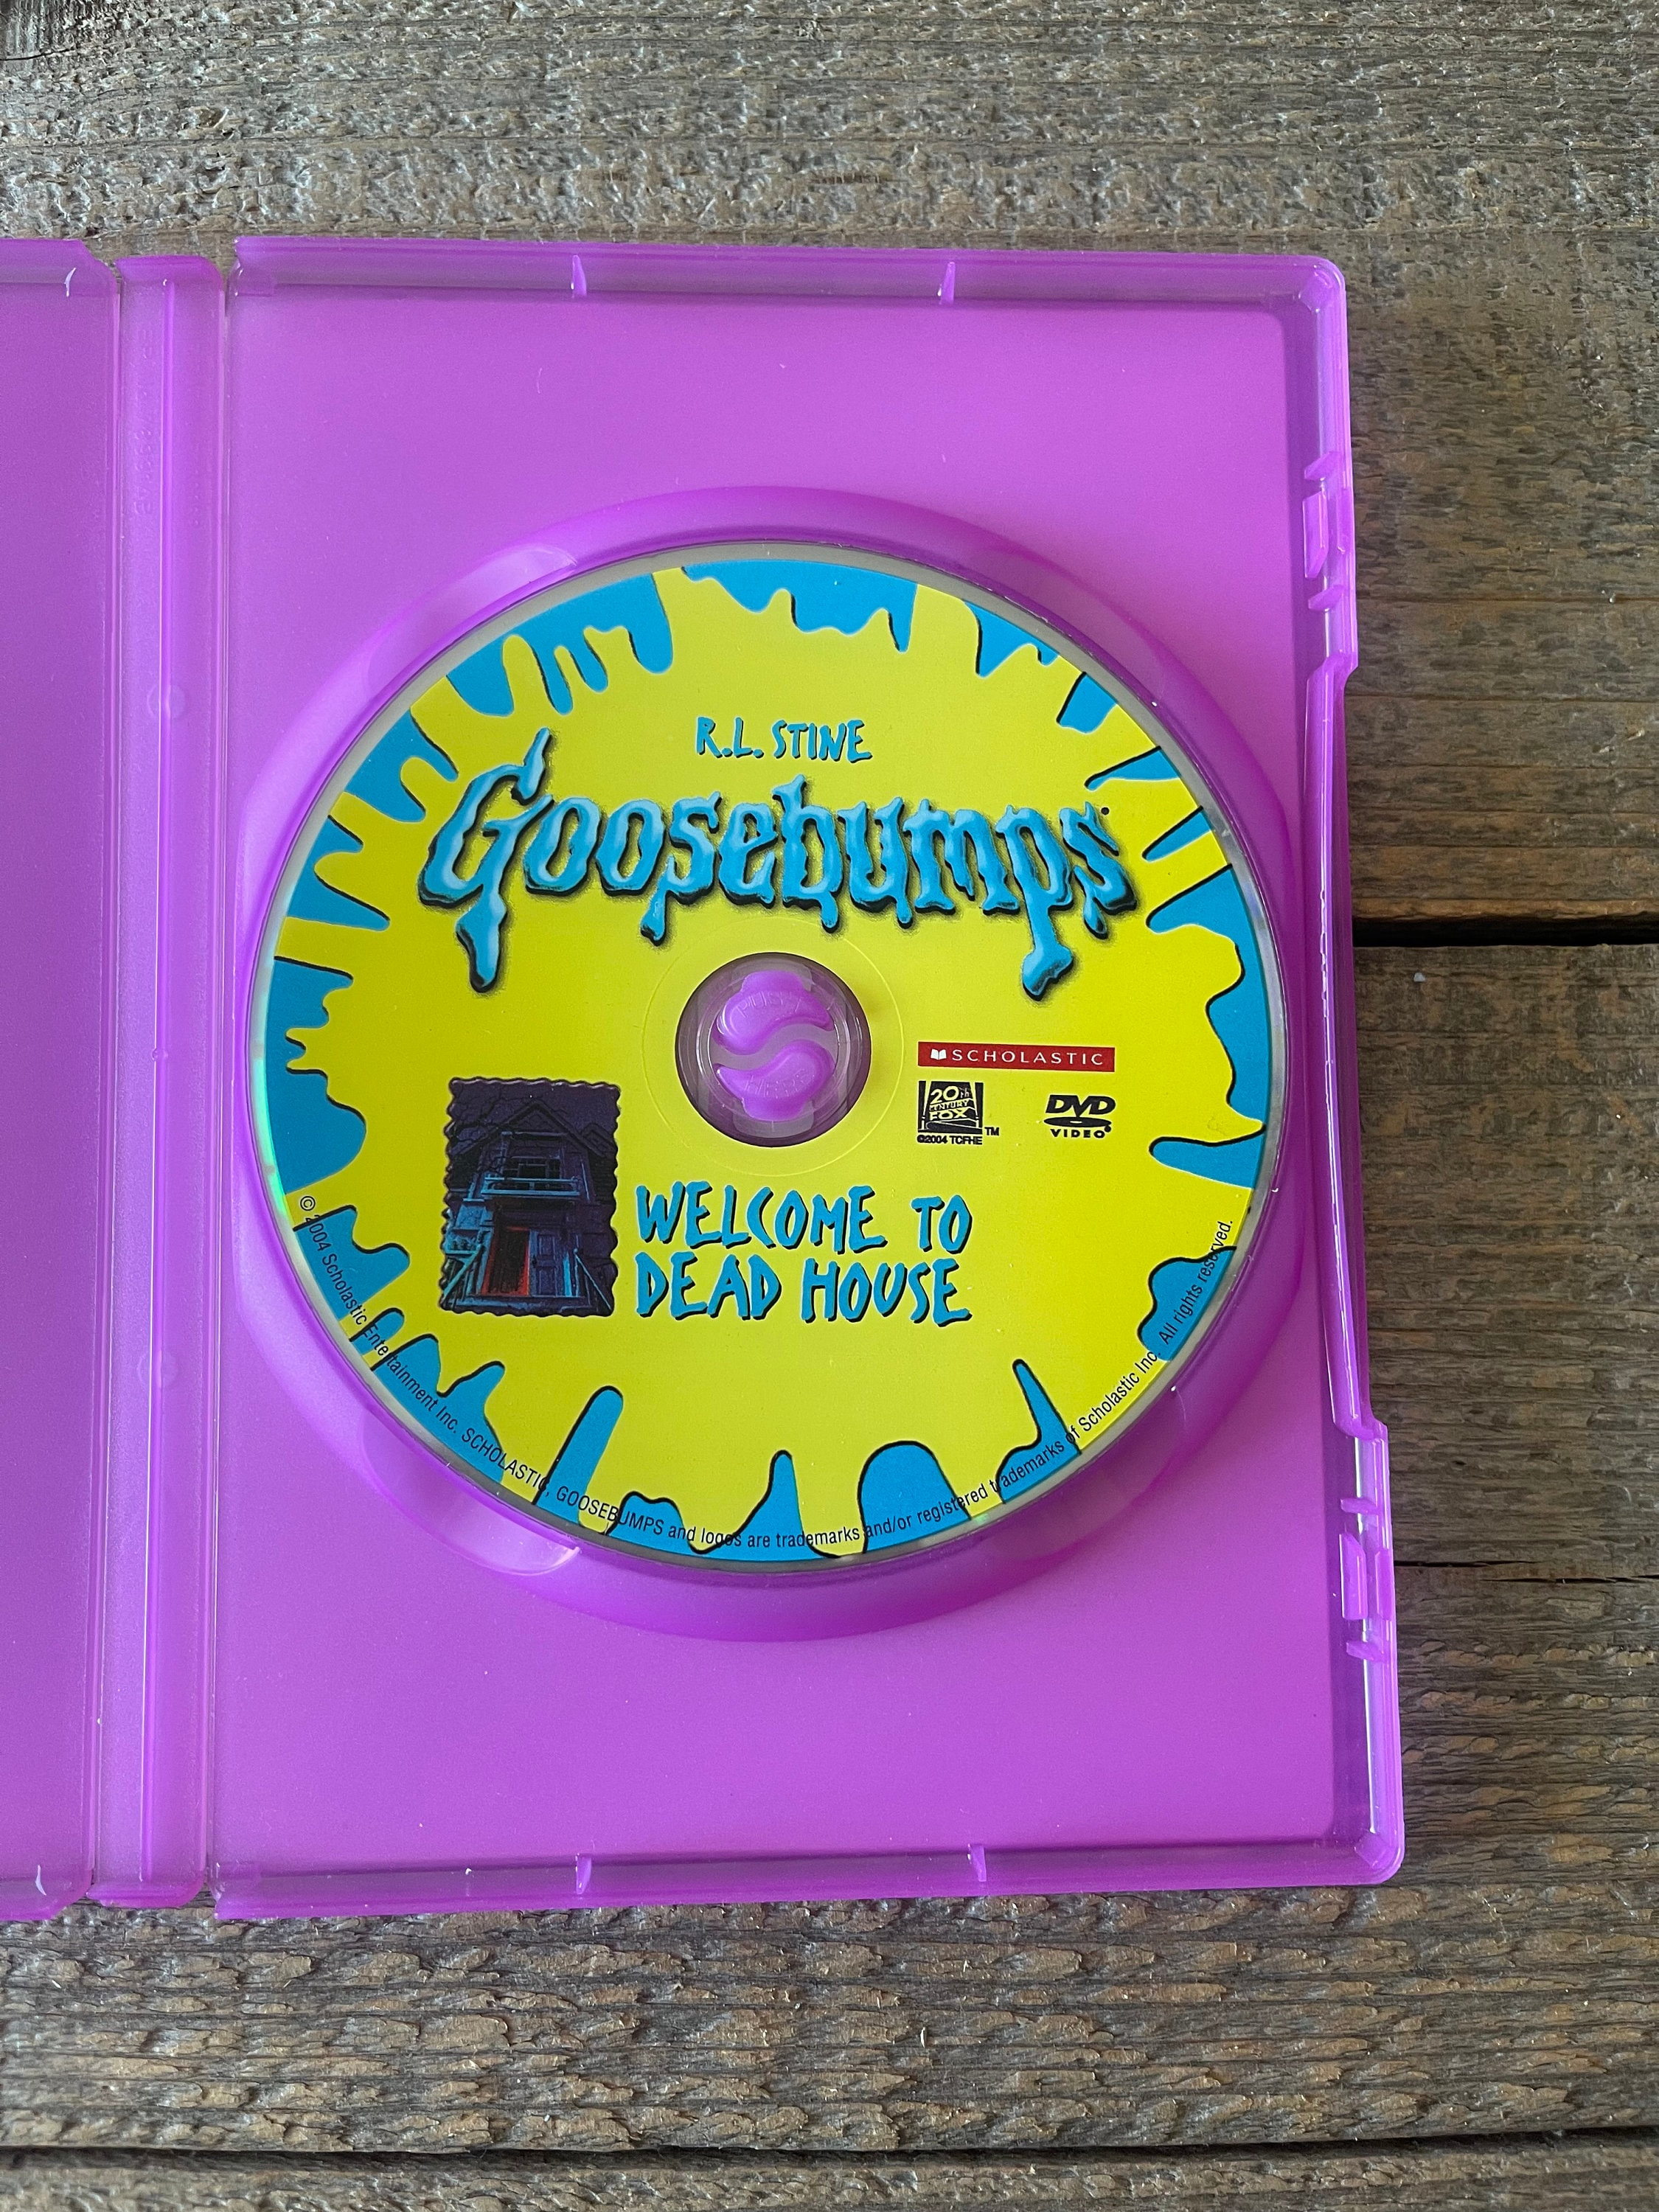 R.L. STINE
Goosebumps
SCHOLASTIC
20th
CENTURY
FOX
TM
©2004 TCFHE
DVD
VIDEO
WELCOME TO
DEAD HOUSE
© 2004 Scholastic Entertainment Inc. SCHOLASTIC, GOOSEBUMPS and logos are trademarks and/or registered trademarks of Scholastic Inc. All rights reserved.